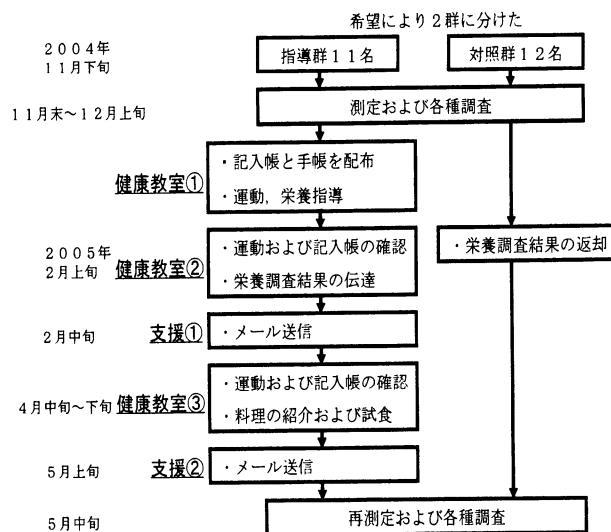 希望により2群に分けた
2004年
11月下旬
指導群11名
対照群12名
11月末~12月上旬
測定および各種調査
健康教室①
・記入帳と手帳を配布
・運動,栄養指導
2005年
2月上旬
健康教室②
・運動および記入帳の確認
・栄養調査結果の伝達
・栄養調査結果の返却
2月中旬
支援①
・メール送信
4月中旬~下旬
健康教室③
・運動および記入帳の確認
・料理の紹介および試食
5月上旬
支援②
・メール送信
5月中旬
再測定および各種調査